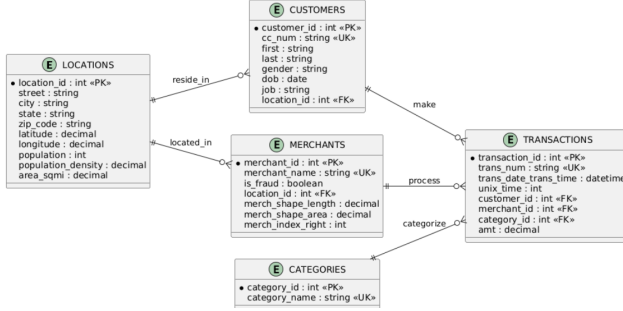 E CUSTOMERS
customer_id : int «PK»
cc_num : string «UK»
first : string
last : string
gender : string
dob : date
job : string
location_id : int «FK»
E LOCATIONS
location_id : int «PK»
street : string
city : string
state : string
zip_code : string
latitude : decimal
longitude : decimal
population : int
population_density : decimal
area_sqmi : decimal
reside_in
located_in
make
E MERCHANTS
merchant_id : int «PK»
merchant_name : string «UK»
is_fraud : boolean
location_id : int «FK»
merch_shape_length : decimal
merch_shape_area : decimal
merch_index_right : int
process
categorize
E TRANSACTIONS
transaction_id : int «PK»
trans_num : string «UK»
trans_date_trans_time : datetime
unix_time : int
customer_id : int «FK»
merchant_id : int «FK»
category_id : int «FK»
amt : decimal
E CATEGORIES
category_id : int «PK»
category_name : string «UK»